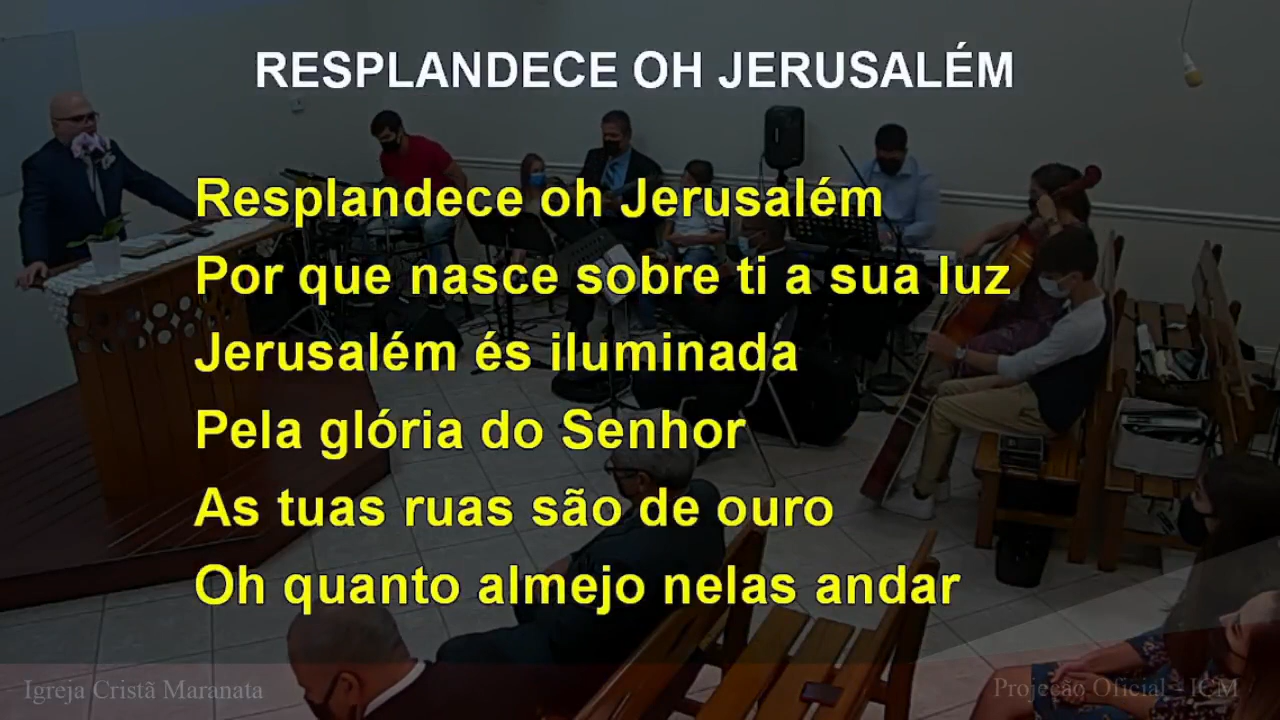 RESPLANDECE OH JERUSALÉM
Resplandece oh Jerusalém
Por que nasce sobre ti a sua luz
Jerusalém és iluminada
Pela glória do Senhor
As tuas ruas são de ouro
Oh quanto almejo nelas andar
Igreja Cristã Maranata
Projeção Oficial - ICM